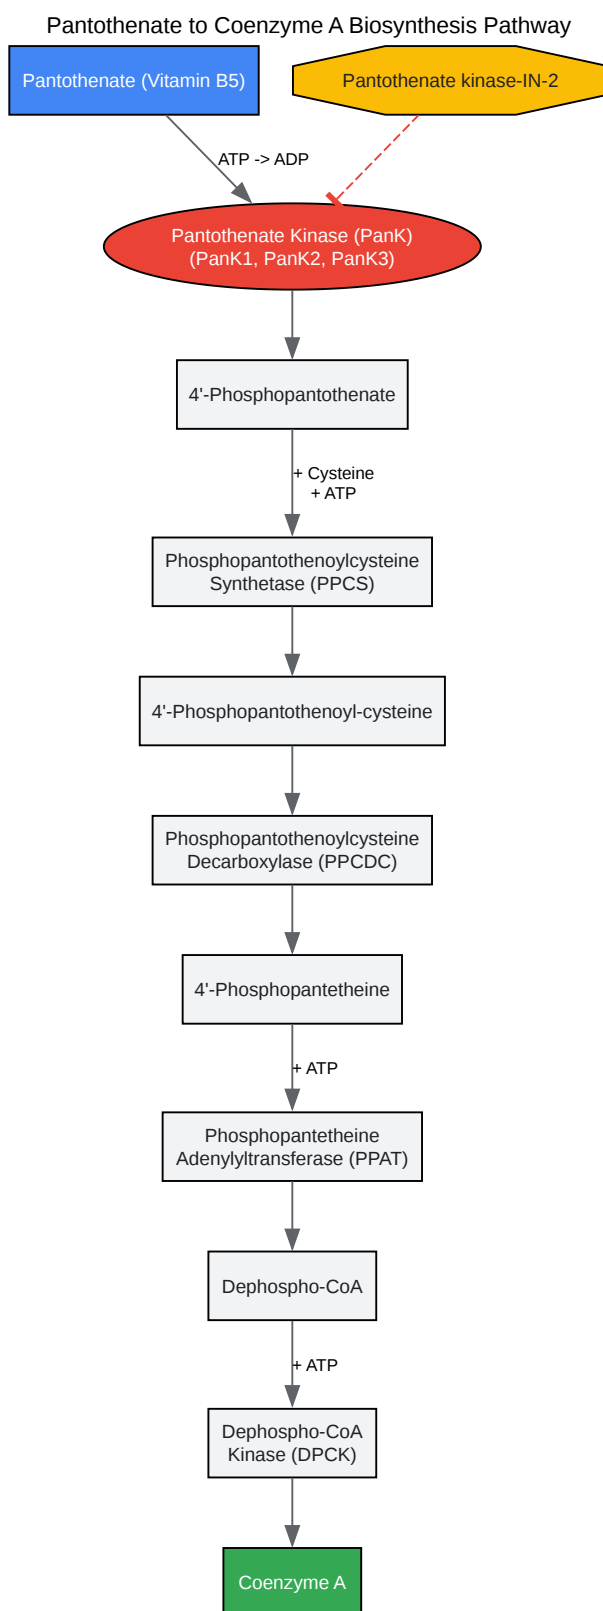 Pantothenate to Coenzyme A Biosynthesis Pathway
Pantothenate (Vitamin B5)
Pantothenate kinase-IN-2
ATP -> ADP
Pantothenate Kinase (PanK)
(PanK1, PanK2, PanK3)
4'-Phosphopantothenate
+ Cysteine
+ ATP
Phosphopantothenoylcysteine
Synthetase (PPCS)
4'-Phosphopantothenoyl-cysteine
Phosphopantothenoylcysteine
Decarboxylase (PPCDC)
4'-Phosphopantetheine
+ ATP
Phosphopantetheine
Adenylyltransferase (PPAT)
Dephospho-CoA
+ ATP
Dephospho-CoA
Kinase (DPCK)
Coenzyme A